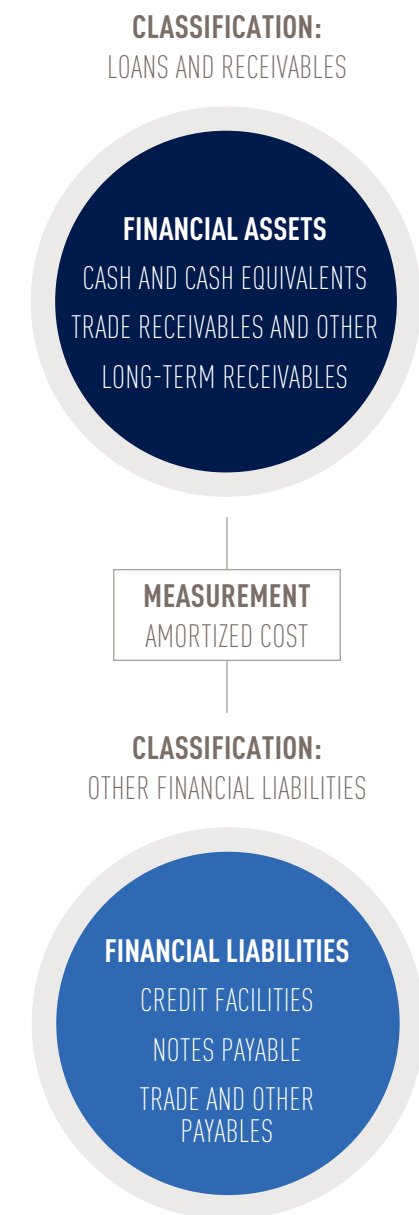 CLASSIFICATION:
LOANS AND RECEIVABLES
FINANCIAL ASSETS
CASH AND CASH EQUIVALENTS
TRADE RECEIVABLES AND OTHER
LONG-TERM RECEIVABLES
MEASUREMENT
AMORTIZED COST
CLASSIFICATION:
OTHER FINANCIAL LIABILITIES
FINANCIAL LIABILITIES
CREDIT FACILITIES
NOTES PAYABLE
TRADE AND OTHER
PAYABLES